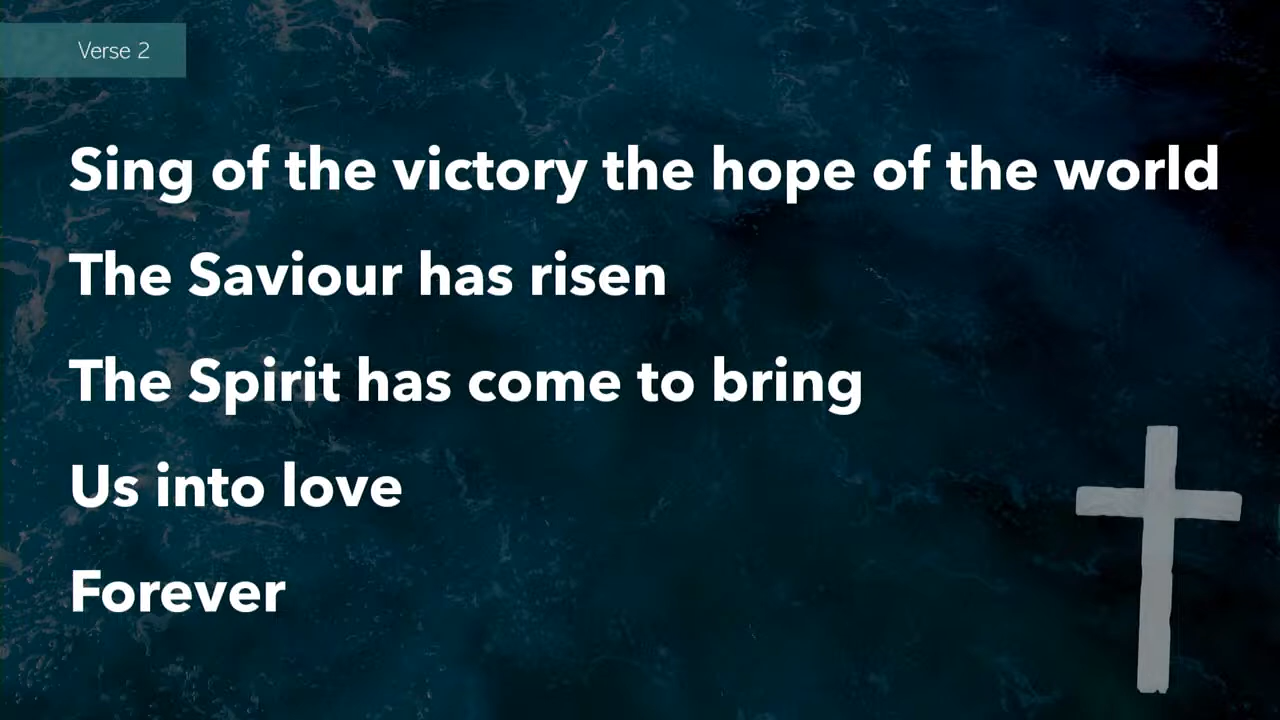 Verse 2
Sing of the victory the hope of the world
The Saviour has risen
The Spirit has come to bring
Us into love
Forever